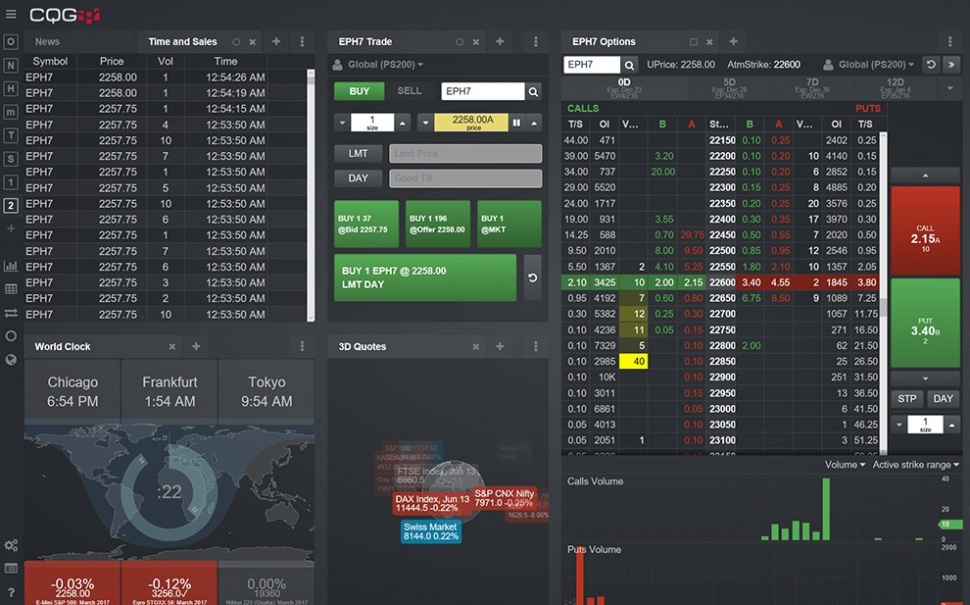 CQG
News
Time and Sales
Symbol Price Vol Time
EPH7 2258.00 1 12:54:26 AM
EPH7 2258.00 1 12:54:19 AM
EPH7 2258.00 1 12:54:15 AM
EPH7 2257.75 4 12:53:50 AM
EPH7 2257.75 10 12:53:50 AM
EPH7 2257.75 7 12:53:50 AM
EPH7 2257.75 1 12:53:50 AM
EPH7 2257.75 5 12:53:50 AM
EPH7 2257.75 10 12:53:50 AM
EPH7 2257.75 6 12:53:50 AM
EPH7 2257.75 1 12:53:50 AM
EPH7 2257.75 7 12:53:50 AM
EPH7 2257.75 6 12:53:50 AM
EPH7 2257.75 3 12:53:50 AM
EPH7 2257.75 2 12:53:50 AM
EPH7 2257.75 10 12:53:50 AM
O
N
H
m
T
S
1
2
?
EPH7 Trade
Global (PS200)
BUY SELL EPH7
1
size
2258.00A
price
LMT Limit Price
DAY Good Till
BUY 1 37
@Bid 2257.75
BUY 1 196
@Offer 2258.00
BUY 1
@MKT
BUY 1 EPH7 @ 2258.00
LMT DAY
EPH7 Options
EPH7 UPrice: 2258.00 AtmStrike: 22600 Global (PS200)
0D 5D 7D 12D
Exp: Dec 23 Exp: Dec 28 Exp: Dec 30 Exp: Jan 4
CALLS PUTS
T/S OI V... B A St... B A V... OI T/S
44.00 471 22150 0.10 0.25 2402 0.25
39.00 5470 3.20 22200 0.10 0.20 10 4140 0.15
34.00 737 20.00 22250 0.10 0.20 6 2852 0.15
29.00 5520 22300 0.15 0.25 8 4885 0.20
24.00 1717 22350 0.20 0.25 20 3576 0.25
19.00 931 3.55 22400 0.30 0.35 17 3970 0.30
14.25 588 0.70 29.75 22450 0.50 0.55 7 2020 0.50
9.50 2010 8.00 9.50 22500 0.85 0.95 12 2546 0.95
5.50 1367 2 4.10 5.25 22550 1.80 2.10 10 1357 2.05
2.10 3425 10 2.00 2.15 22600 3.40 4.55 2 1845 3.80
0.95 4192 7 0.60 0.80 22650 6.75 8.50 9 1089 7.25
0.30 5382 12 0.25 0.30 22700 1057 11.75
0.10 4236 11 0.05 0.15 22750 271 16.50
0.10 7329 5 0.10 22800 2.00 62 21.50
0.10 2985 40 0.10 22850 25 26.50
0.10 10K 0.10 22900 251 31.50
0.10 3011 0.15 22950 13 36.50
0.10 6861 0.05 23000 6 41.50
0.05 4013 0.10 23050 1 46.25
0.05 2051 1 0.10 23100 3 51.25
CALL
2.15A
10
PUT
3.40B
2
STP DAY
1
size
World Clock
Chicago
6:54 PM
Frankfurt
1:54 AM
Tokyo
9:54 AM
:22
-0.03%
2258.00
E-Mini S&P 500: March 2017
-0.12%
3256.0
Euro STOXX 50: March 2017
0.00%
19360
Nikkei 225 (Osaka): March 2017
3D Quotes
FTSE Index, Jun 13
6980.5
DAX Index, Jun 13
11444.5 -0.22%
S&P CNX Nifty
7971.0 -0.25%
1620.5 -0.06%
Swiss Market
8144.0 0.22%
Volume Active strike range
Calls Volume
40
20
10
0
Puts Volume
2000
1000